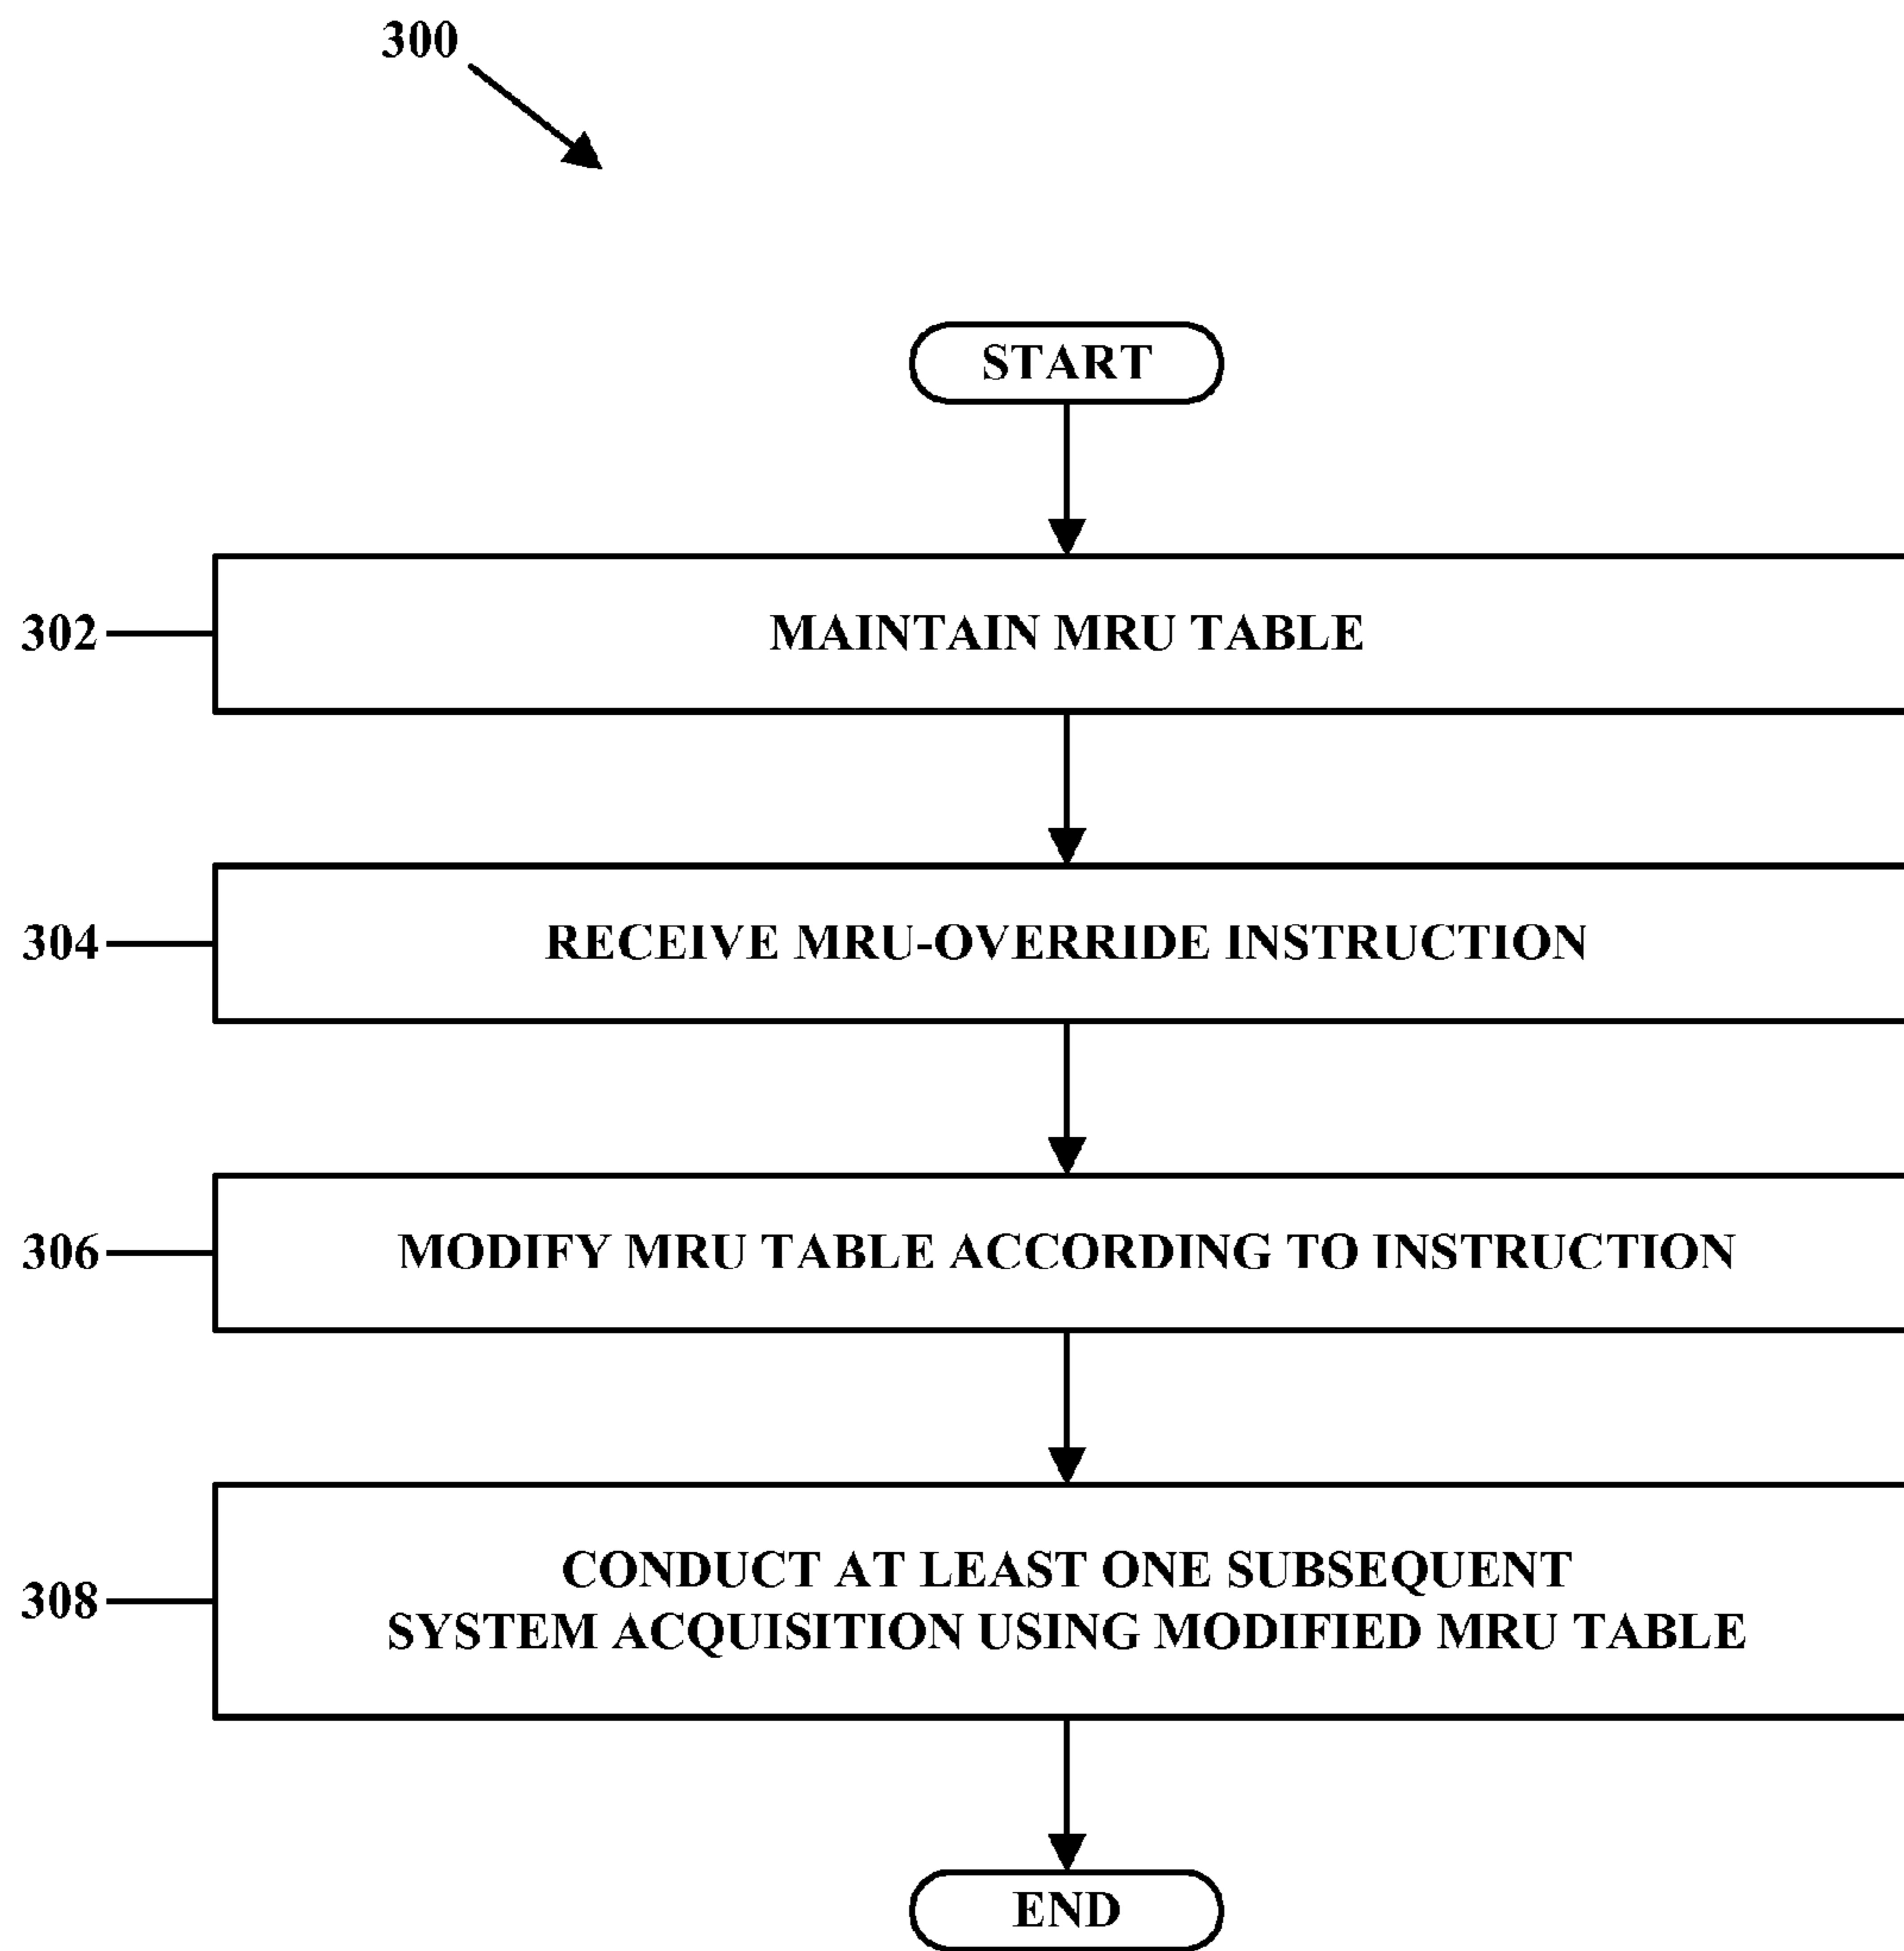 300
START
302
MAINTAIN MRU TABLE
304
RECEIVE MRU-OVERRIDE INSTRUCTION
306
MODIFY MRU TABLE ACCORDING TO INSTRUCTION
308
CONDUCT AT LEAST ONE SUBSEQUENT
SYSTEM ACQUISITION USING MODIFIED MRU TABLE
END